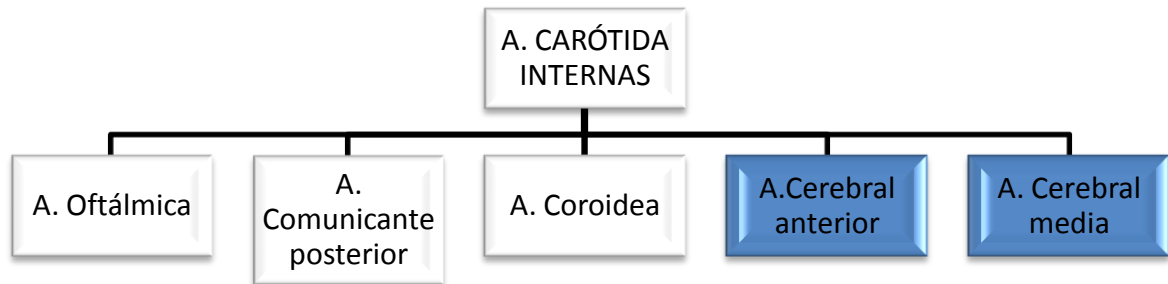 A. CARÓTIDA
INTERNAS
A. Oftálmica
A.
Comunicante
posterior
A. Coroidea
A.Cerebral
anterior
A. Cerebral
media